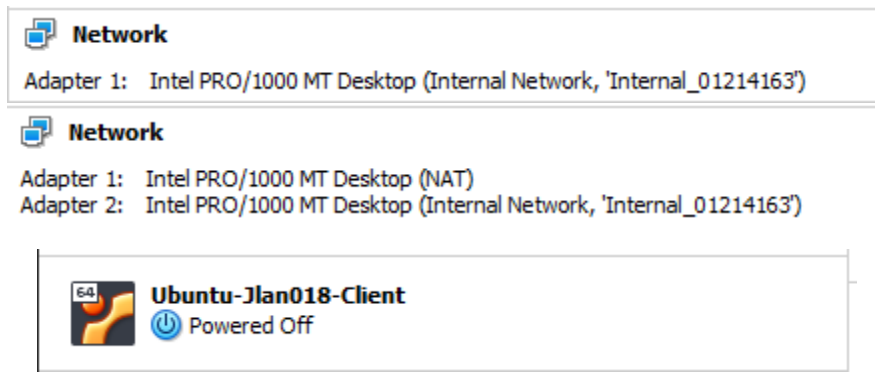 Network
Adapter 1: Intel PRO/1000 MT Desktop (Internal Network, 'Internal_01214163')
Network
Adapter 1: Intel PRO/1000 MT Desktop (NAT)
Adapter 2: Intel PRO/1000 MT Desktop (Internal Network, 'Internal_01214163')
64
Ubuntu-Jlan018-Client
Powered Off